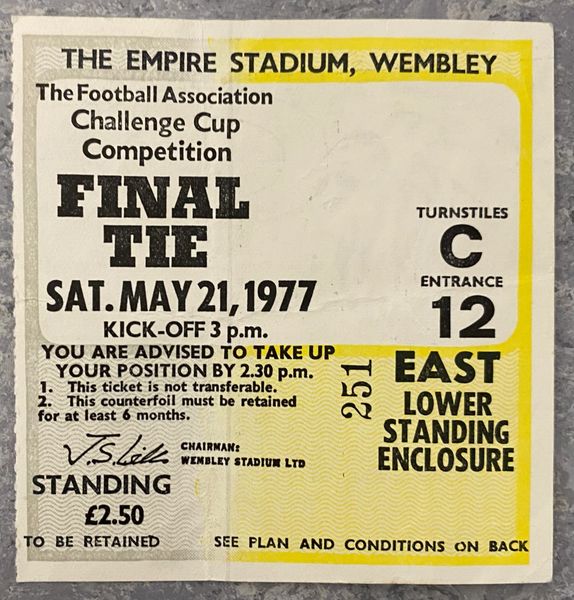 THE EMPIRE STADIUM, WEMBLEY
The Football Association
Challenge Cup
Competition
FINAL
TIE
SAT. MAY 21, 1977
KICK-OFF 3 p.m.
YOU ARE ADVISED TO TAKE UP
YOUR POSITION BY 2.30 p.m.
1. This ticket is not transferable.
2. This counterfoil must be retained
for at least 6 months.
CHAIRMAN:
WEMBLEY STADIUM LTD
STANDING
£2.50
TO BE RETAINED
TURNSTILES
C
ENTRANCE
12
251
EAST
LOWER
STANDING
ENCLOSURE
SEE PLAN AND CONDITIONS ON BACK